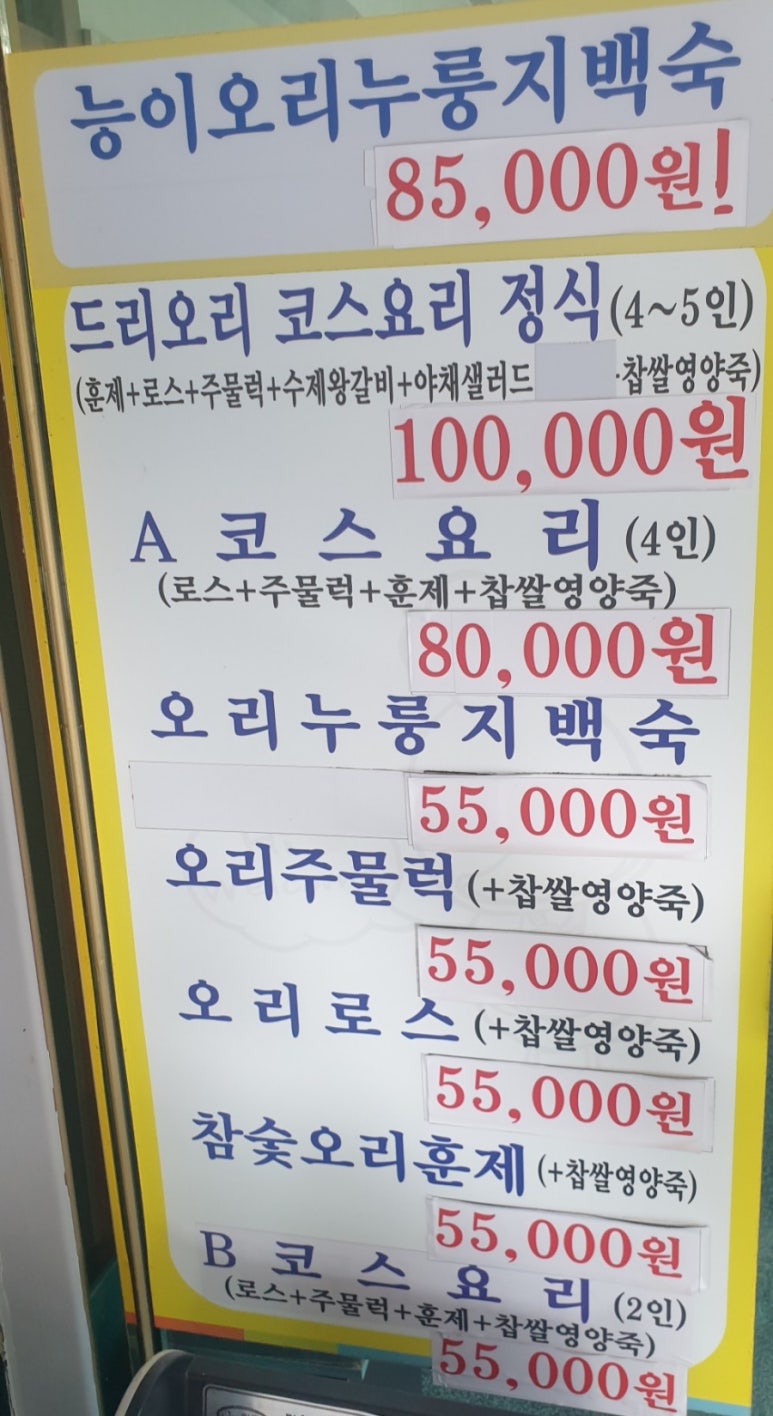 능이오리누룽지백숙
85,000원!
드리오리 코스요리 정식(4~5인)
(훈제+로스+주물럭+수제왕갈비+야채샐러드 찹쌀영양죽)
100,000원
A 코스요리 (4인)
(로스+주물럭+훈제+찹쌀영양죽)
80,000원
오리누룽지백숙
55,000원
오리주물럭 (+찹쌀영양죽)
55,000원
오리로스 (+찹쌀영양죽)
55,000원
참숯오리훈제 (+찹쌀영양죽)
55,000원
B 코스요리 (2인)
(로스+주물럭+훈제+찹쌀영양죽)
55,000원